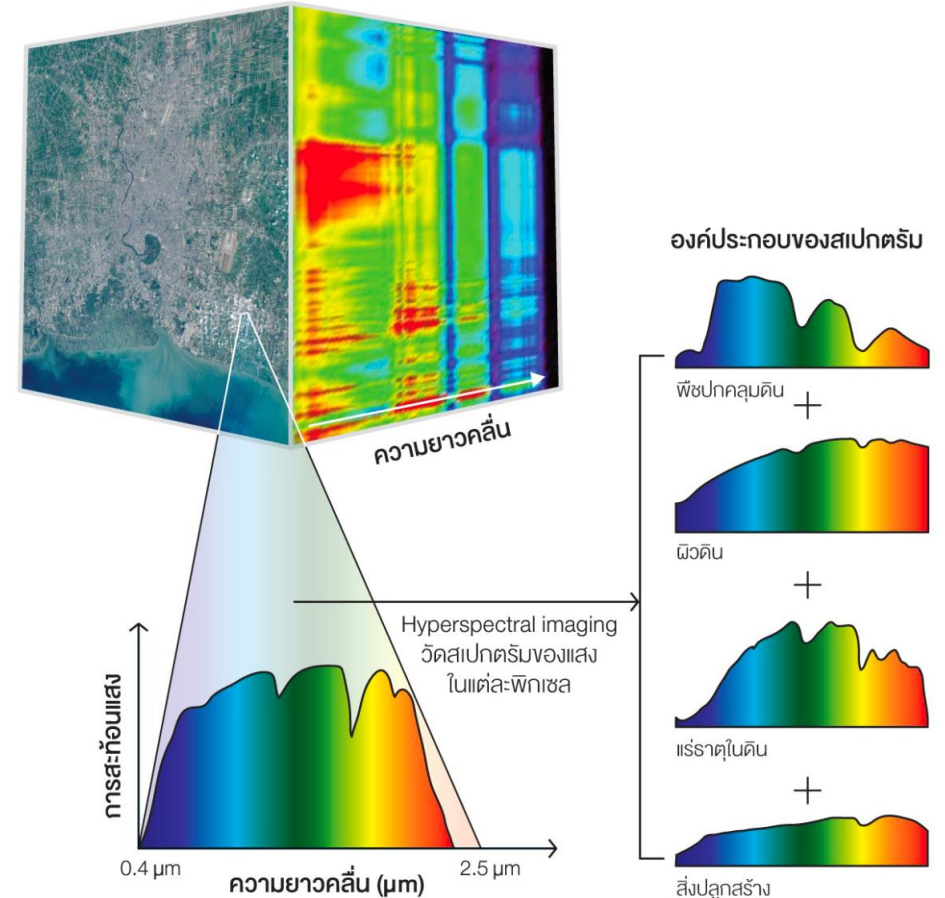 องค์ประกอบของสเปกตรัม
พืชปกคลุมดิน
+
ความยาวคลื่น
ผิวดิน
+
Hyperspectral imaging
วัดสเปกตรัมของแสง
ในแต่ละพิกเซล
แร่ธาตุในดิน
+
สิ่งปลูกสร้าง
การสะท้อนแสง
0.4 µm
2.5 µm
ความยาวคลื่น (µm)